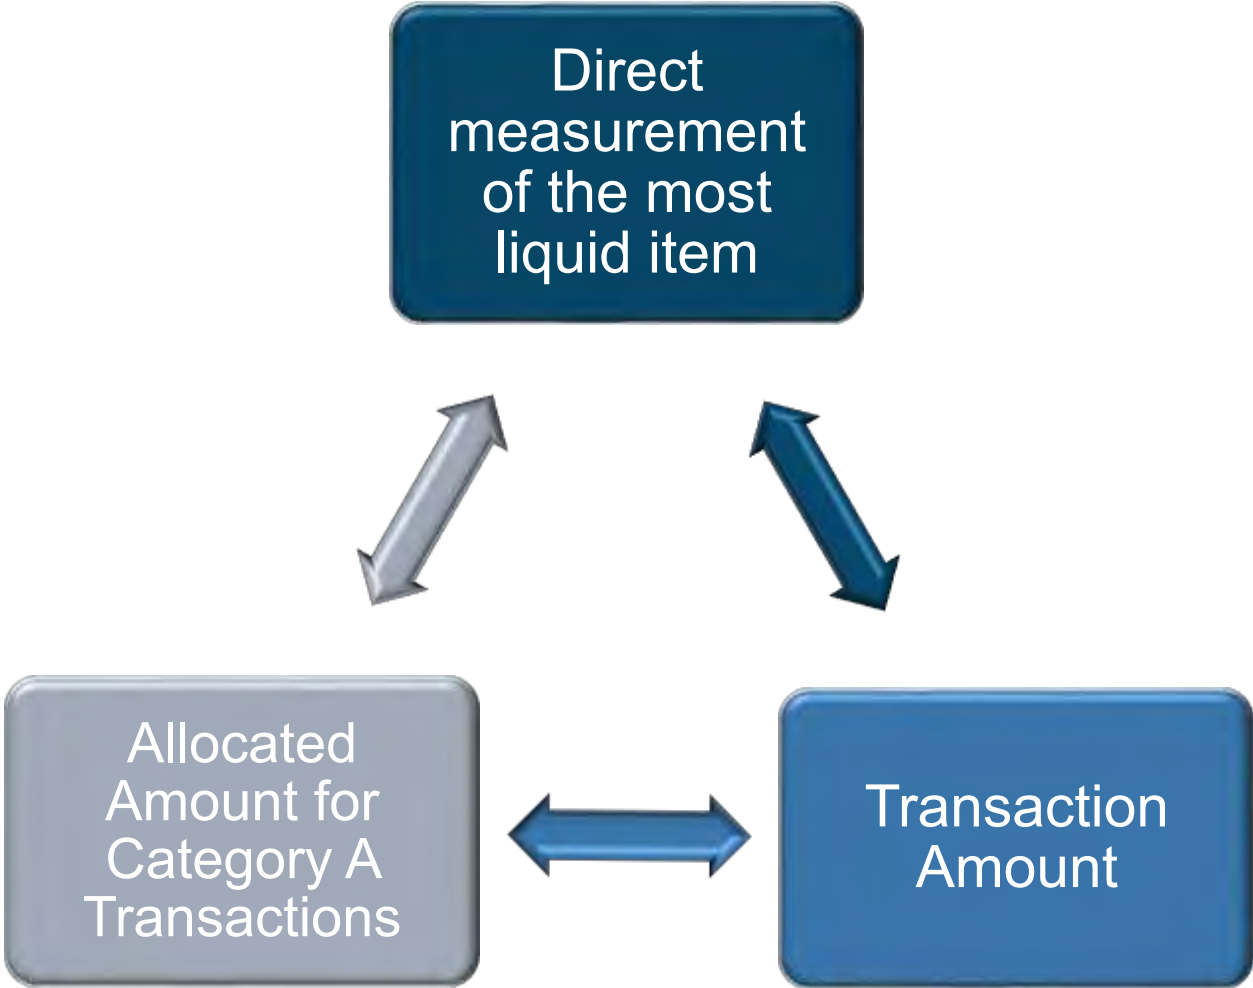 Direct
measurement
of the most
liquid item
Allocated
Amount for
Category A
Transactions
Transaction
Amount